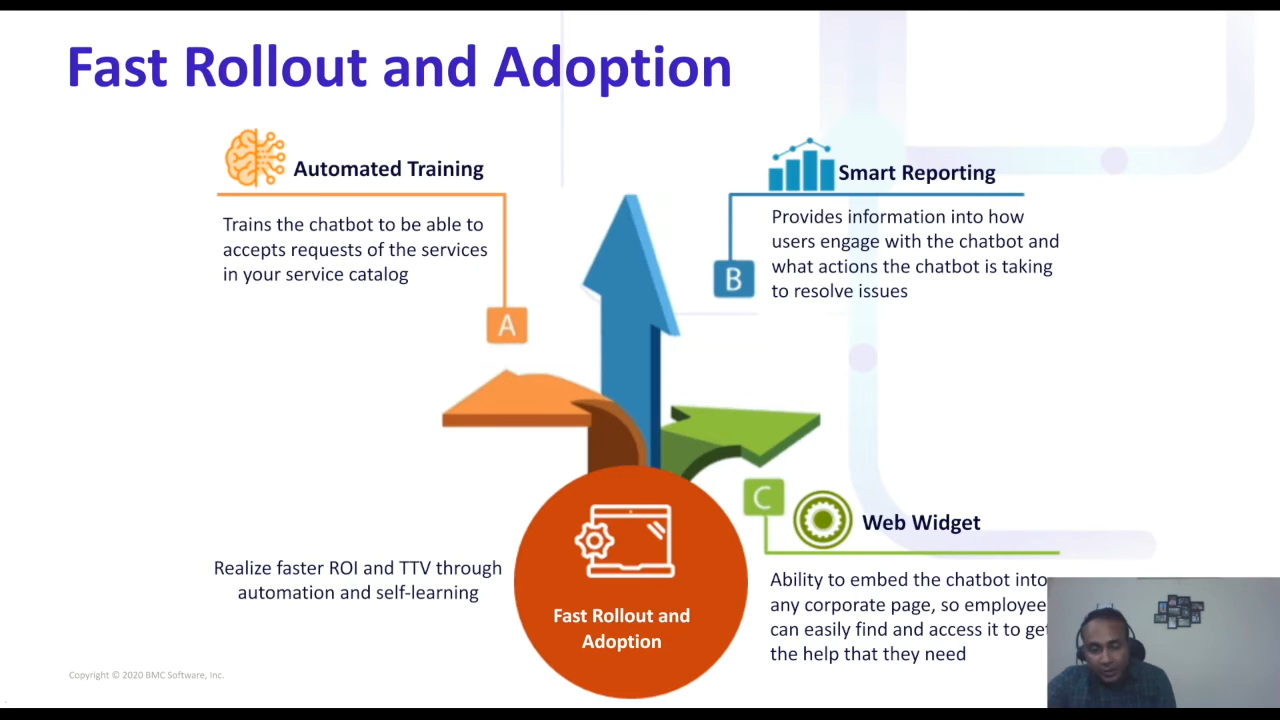 Fast Rollout and Adoption
Automated Training
Trains the chatbot to be able to
accepts requests of the services
in your service catalog
A
Smart Reporting
Provides information into how
users engage with the chatbot and
what actions the chatbot is taking
to resolve issues
B
C
Web Widget
Ability to embed the chatbot into
any corporate page, so employee
can easily find and access it to get
the help that they need
Realize faster ROI and TTV through
automation and self-learning
Fast Rollout and
Adoption
Copyright © 2020 BMC Software, Inc.